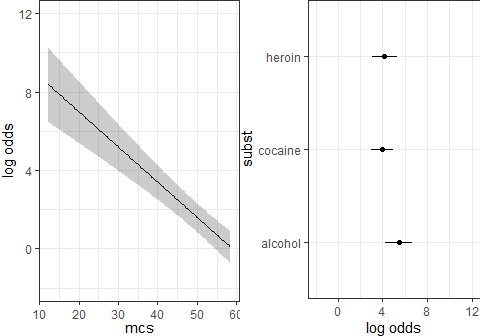 12
8
4
0
log odds
10
20
30
40
50
60
mcs
subst
heroin
cocaine
alcohol
0
4
8
12
log odds